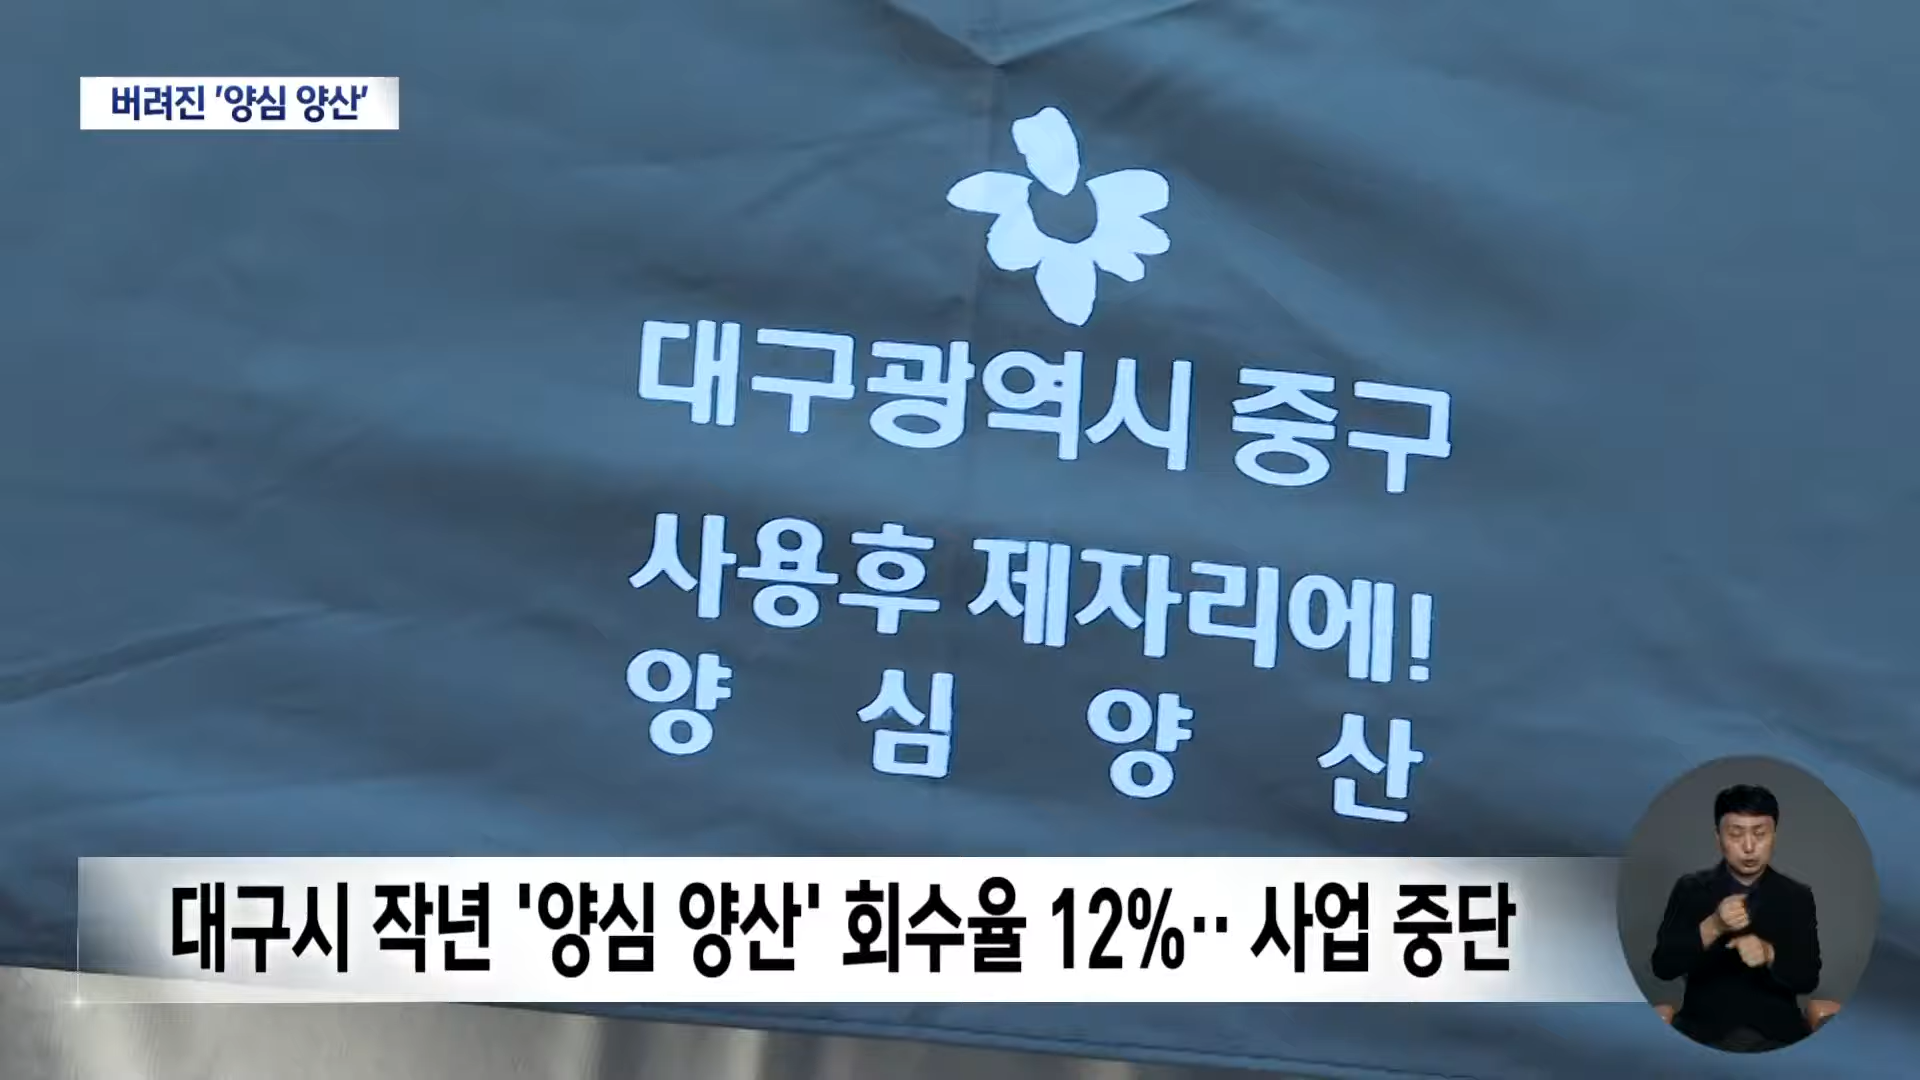 버려진 '양심 양산'
대구광역시 중구
사용후 제자리에!
양 심 양 산
대구시 작년 '양심 양산' 회수율 12%‥ 사업 중단